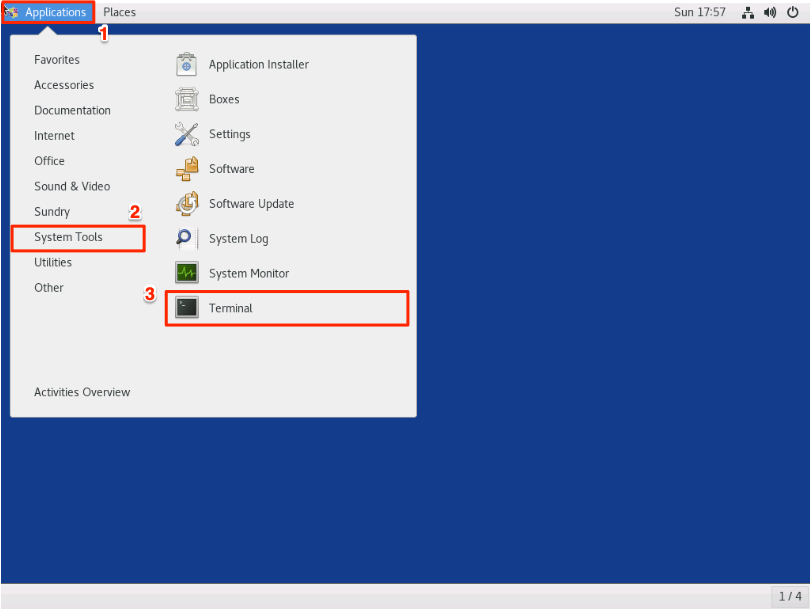 Applications Places Sun 17:57
1
Favorites
Accessories
Documentation
Internet
Office
Sound & Video
Sundry
2
System Tools
Utilities
Other
Application Installer
Boxes
Settings
Software
Software Update
System Log
System Monitor
3
Terminal
Activities Overview
1 / 4